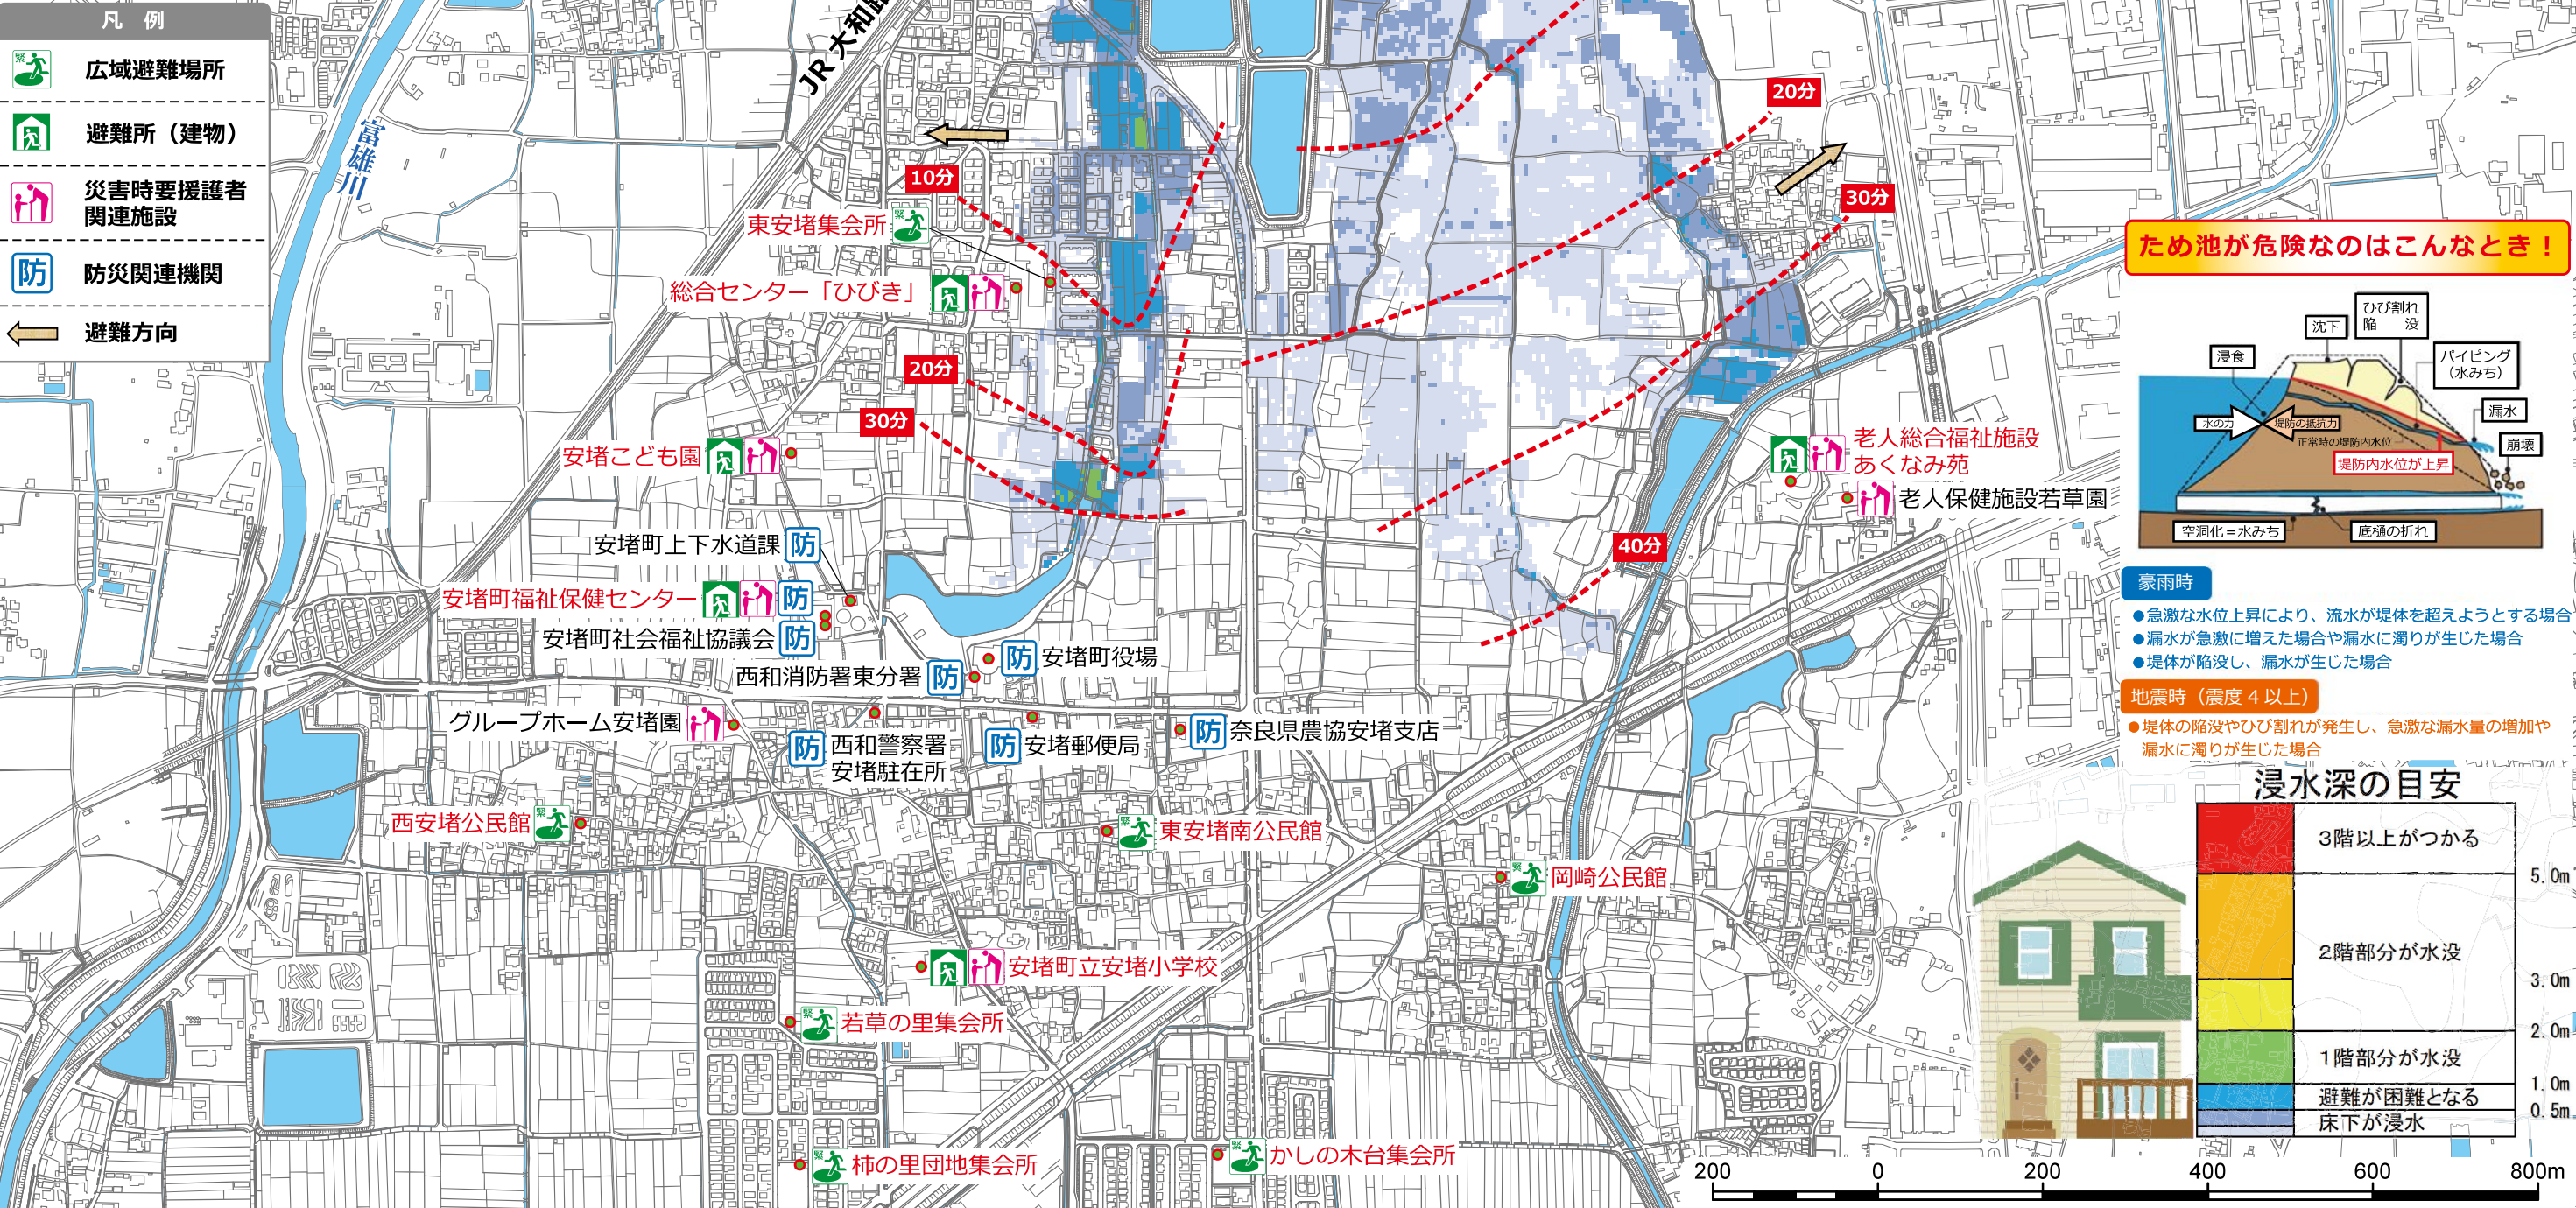 凡 例
広域避難場所
避難所（建物）
災害時要援護者
関連施設
防 防災関連機関
避難方向
富雄川
JR 大和路
10分
20分
30分
東安堵集会所
総合センター「ひびき」
20分
30分
安堵こども園
老人総合福祉施設
あくなみ苑
老人保健施設若草園
40分
安堵町上下水道課 防
安堵町福祉保健センター 防
安堵町社会福祉協議会 防
防 安堵町役場
西和消防署東分署 防
グループホーム安堵園
防 西和警察署
安堵駐在所
防 安堵郵便局
防 奈良県農協安堵支店
西安堵公民館
東安堵南公民館
岡崎公民館
安堵町立安堵小学校
若草の里集会所
柿の里団地集会所
かしの木台集会所
ため池が危険なのはこんなとき！
ひび割れ
陥 没
沈下
浸食
パイピング
（水みち）
漏水
水の力
堤防の抵抗力
正常時の堤防内水位
崩壊
堤防内水位が上昇
空洞化＝水みち
底樋の折れ
豪雨時
●急激な水位上昇により、流水が堤体を超えようとする場合
●漏水が急激に増えた場合や漏水に濁りが生じた場合
●堤体が陥没し、漏水が生じた場合
地震時（震度４以上）
●堤体の陥没やひび割れが発生し、急激な漏水量の増加や
漏水に濁りが生じた場合
浸水深の目安
3階以上がつかる
5.0m
2階部分が水没
3.0m
2.0m
1階部分が水没
1.0m
避難が困難となる
0.5m
床下が浸水
200 0 200 400 600 800m